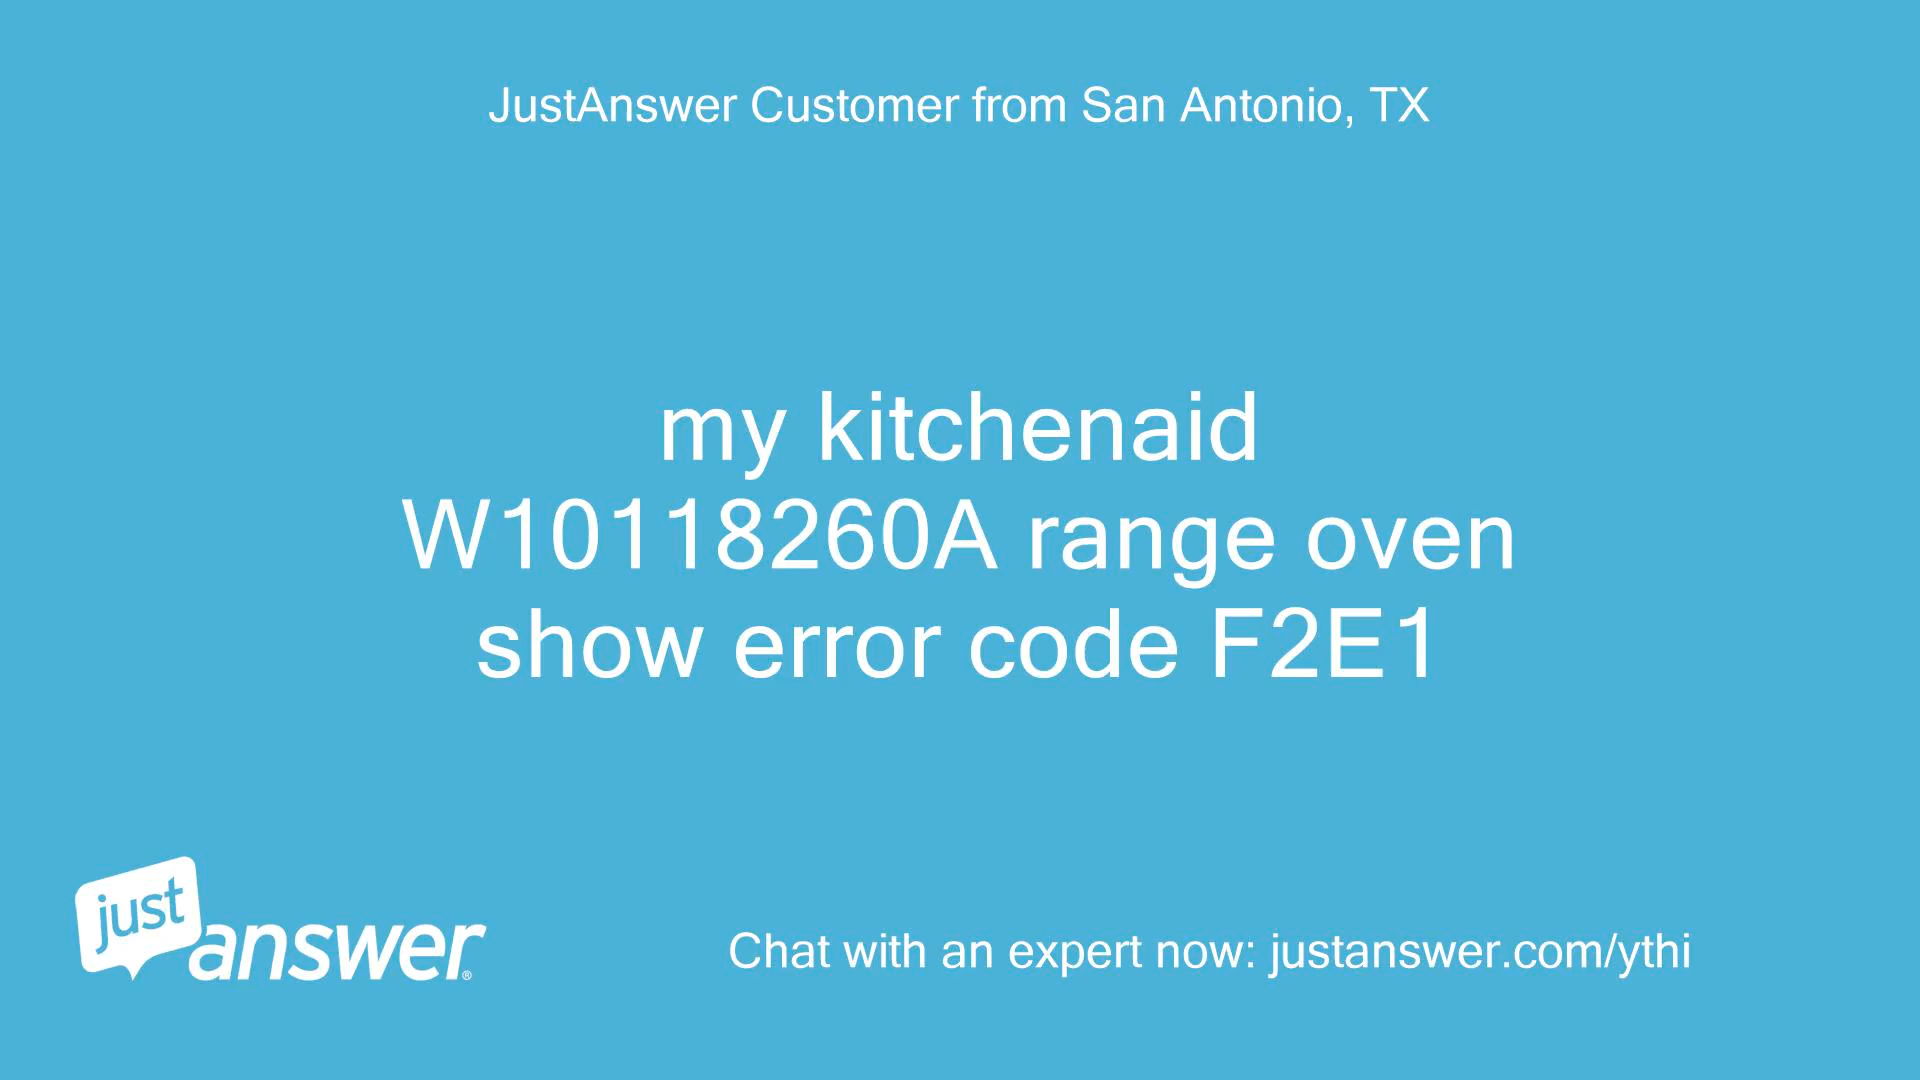 JustAnswer Customer from San Antonio, TX
my kitchenaid
W10118260A range oven
show error code F2E1
just
answer®
Chat with an expert now: justanswer.com/ythi